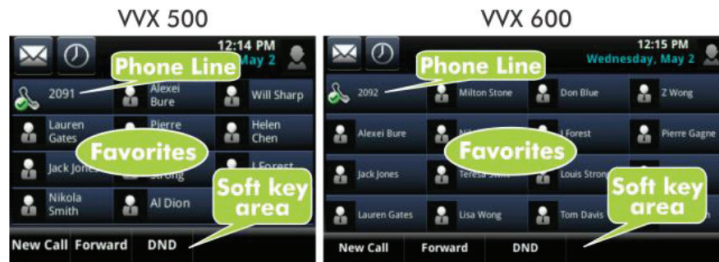 VVX 500
VVX 600
12:14 PM
May 2
Phone Line
2091
Alexei
Bure
Will Sharp
Lauren
Gates
Pierre
Helen
Chen
Favorites
Jack Jones
Strong
J Forest
Nikola
Smith
Al Dion
Soft key
area
New Call Forward DND
12:15 PM
Wednesday, May 2
Phone Line
2092
Milton Stone
Don Blue
Z Wong
Alexei Bure
J Forest
Pierre Gagne
Favorites
Jack Jones
Louis Strong
Soft key
area
Lauren Gates
Lisa Wong
Tom Davis
New Call Forward DND